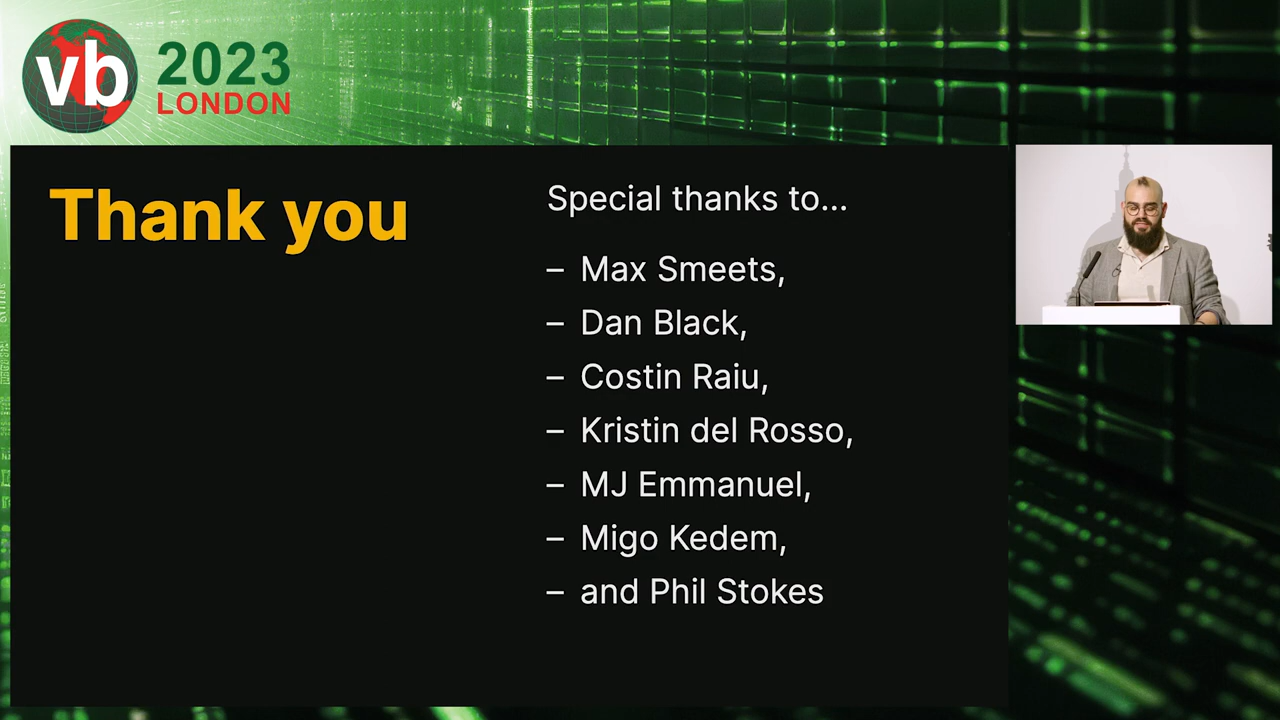 vb
2023
LONDON
Thank you
Special thanks to...
– Max Smeets,
– Dan Black,
– Costin Raiu,
– Kristin del Rosso,
– MJ Emmanuel,
– Migo Kedem,
– and Phil Stokes